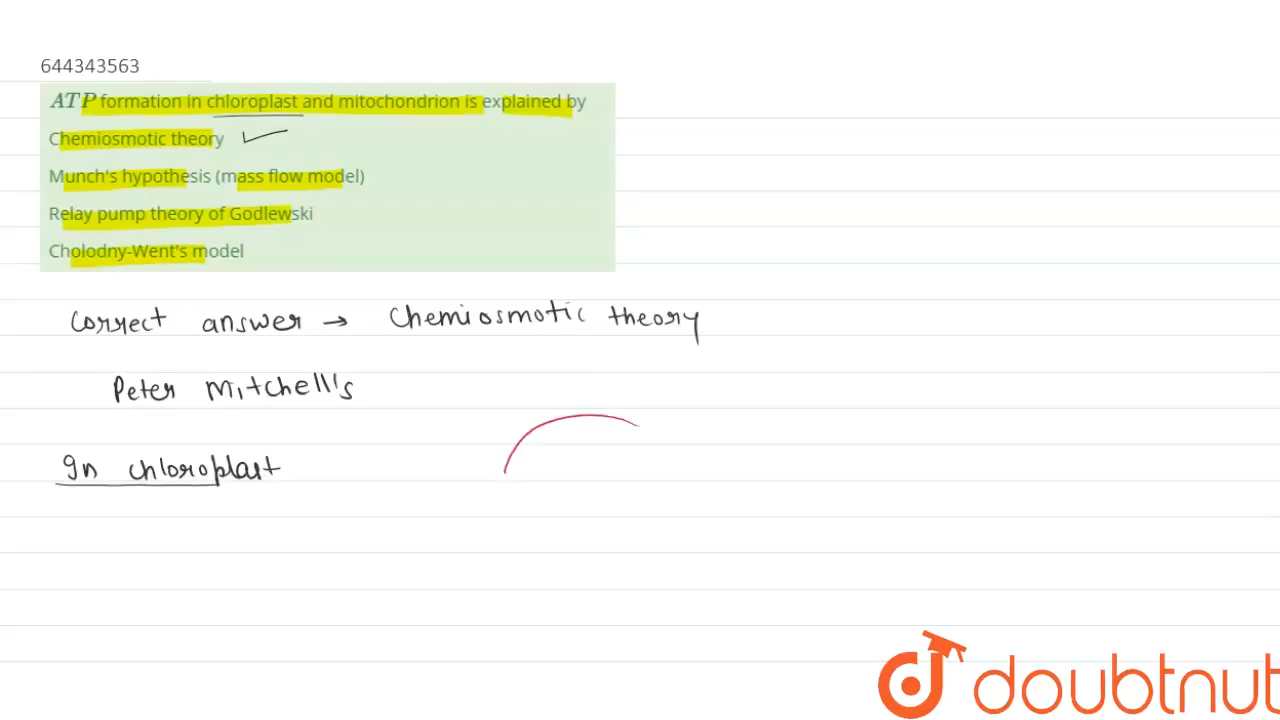 644343563
ATP formation in chloroplast and mitochondrion is explained by
Chemiosmotic theory
Munch's hypothesis (mass flow model)
Relay pump theory of Godlewski
Cholodny-Went's model
Correct answer → Chemiosmotic theory
Peter Mitchell's
In chloroplast
doubtnut